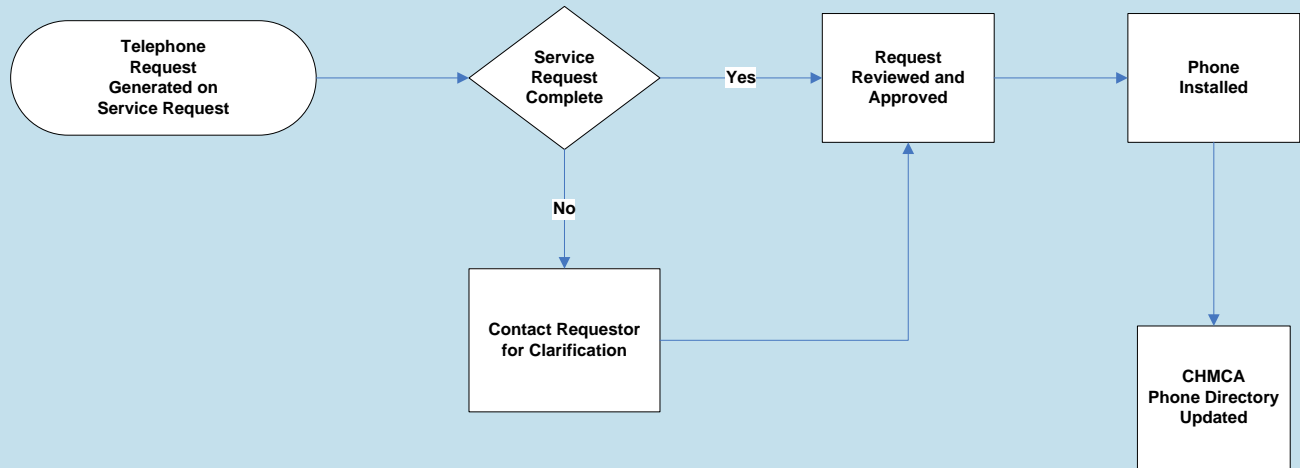 Telephone
Request
Generated on
Service Request
Service
Request
Complete
Yes
Request
Reviewed and
Approved
Phone
Installed
No
Contact Requestor
for Clarification
CHMCA
Phone Directory
Updated